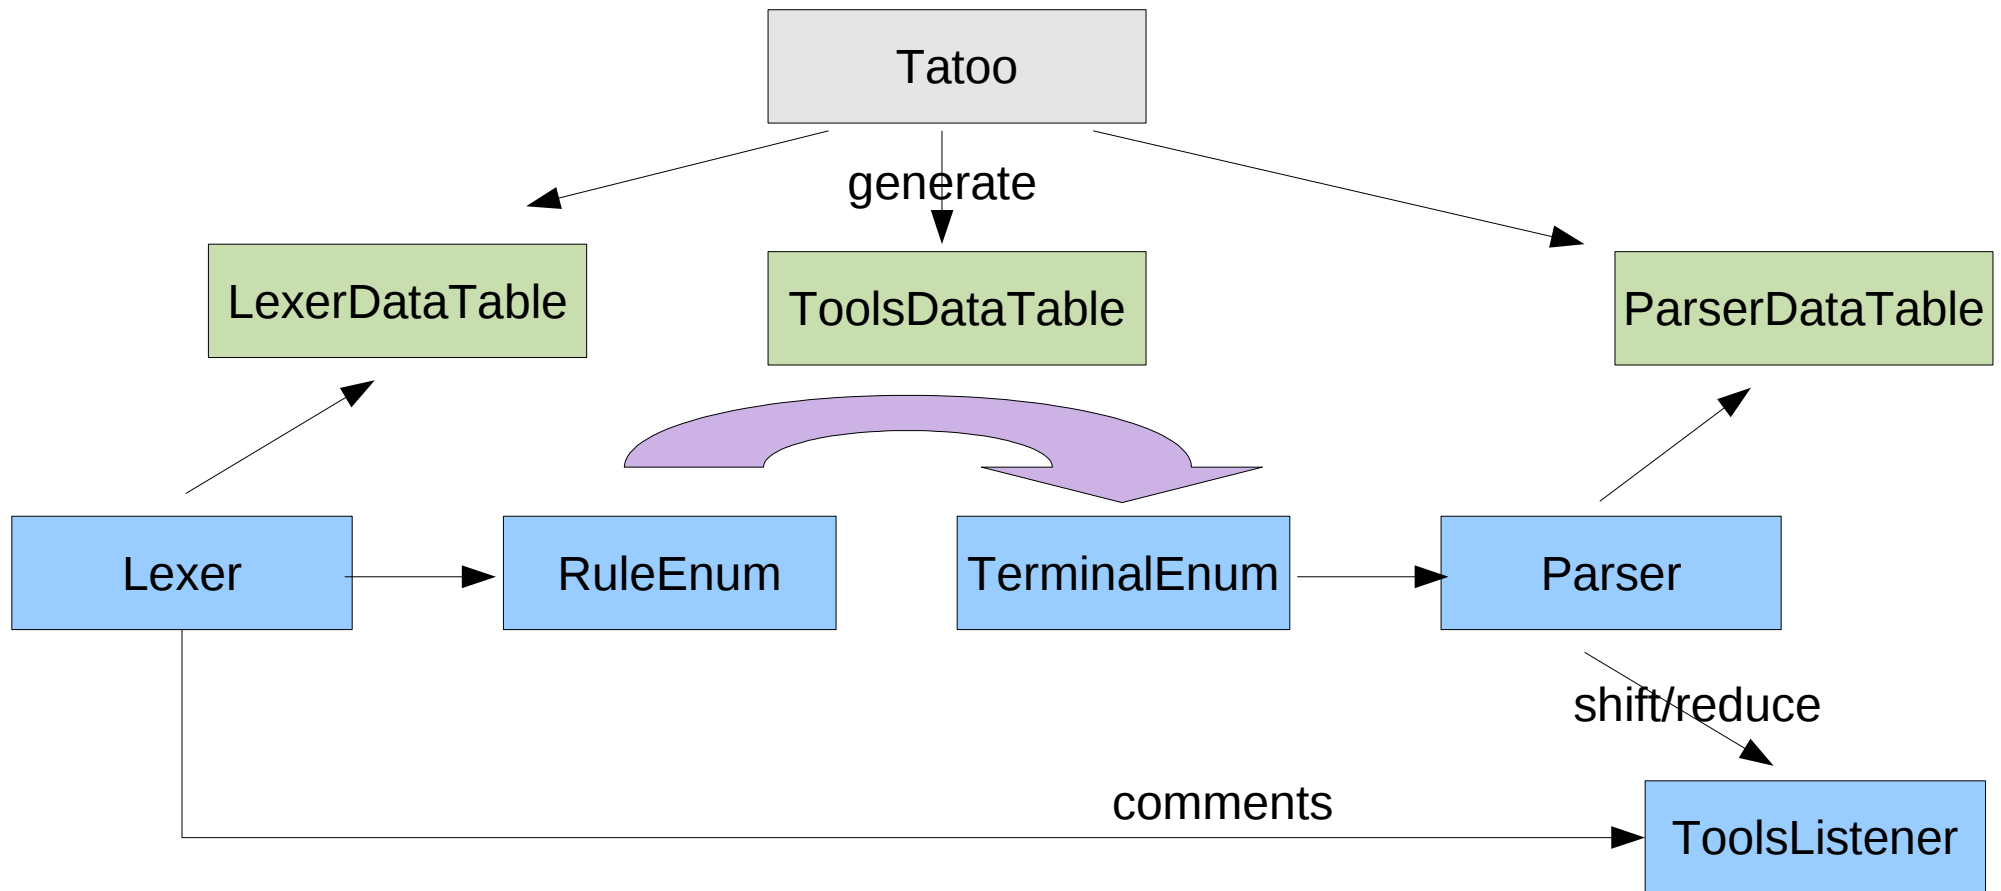 Tatoo
generate
LexerDataTable
ToolsDataTable
ParserDataTable
Lexer
RuleEnum
TerminalEnum
Parser
shift/reduce
comments
ToolsListener